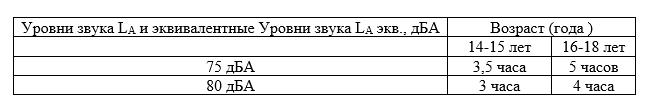 Уровни звука LA и эквивалентные Уровни звука LA экв., дБА Возраст (года )
14-15 лет 16-18 лет
75 дБА 3,5 часа 5 часов
80 дБА 3 часа 4 часа